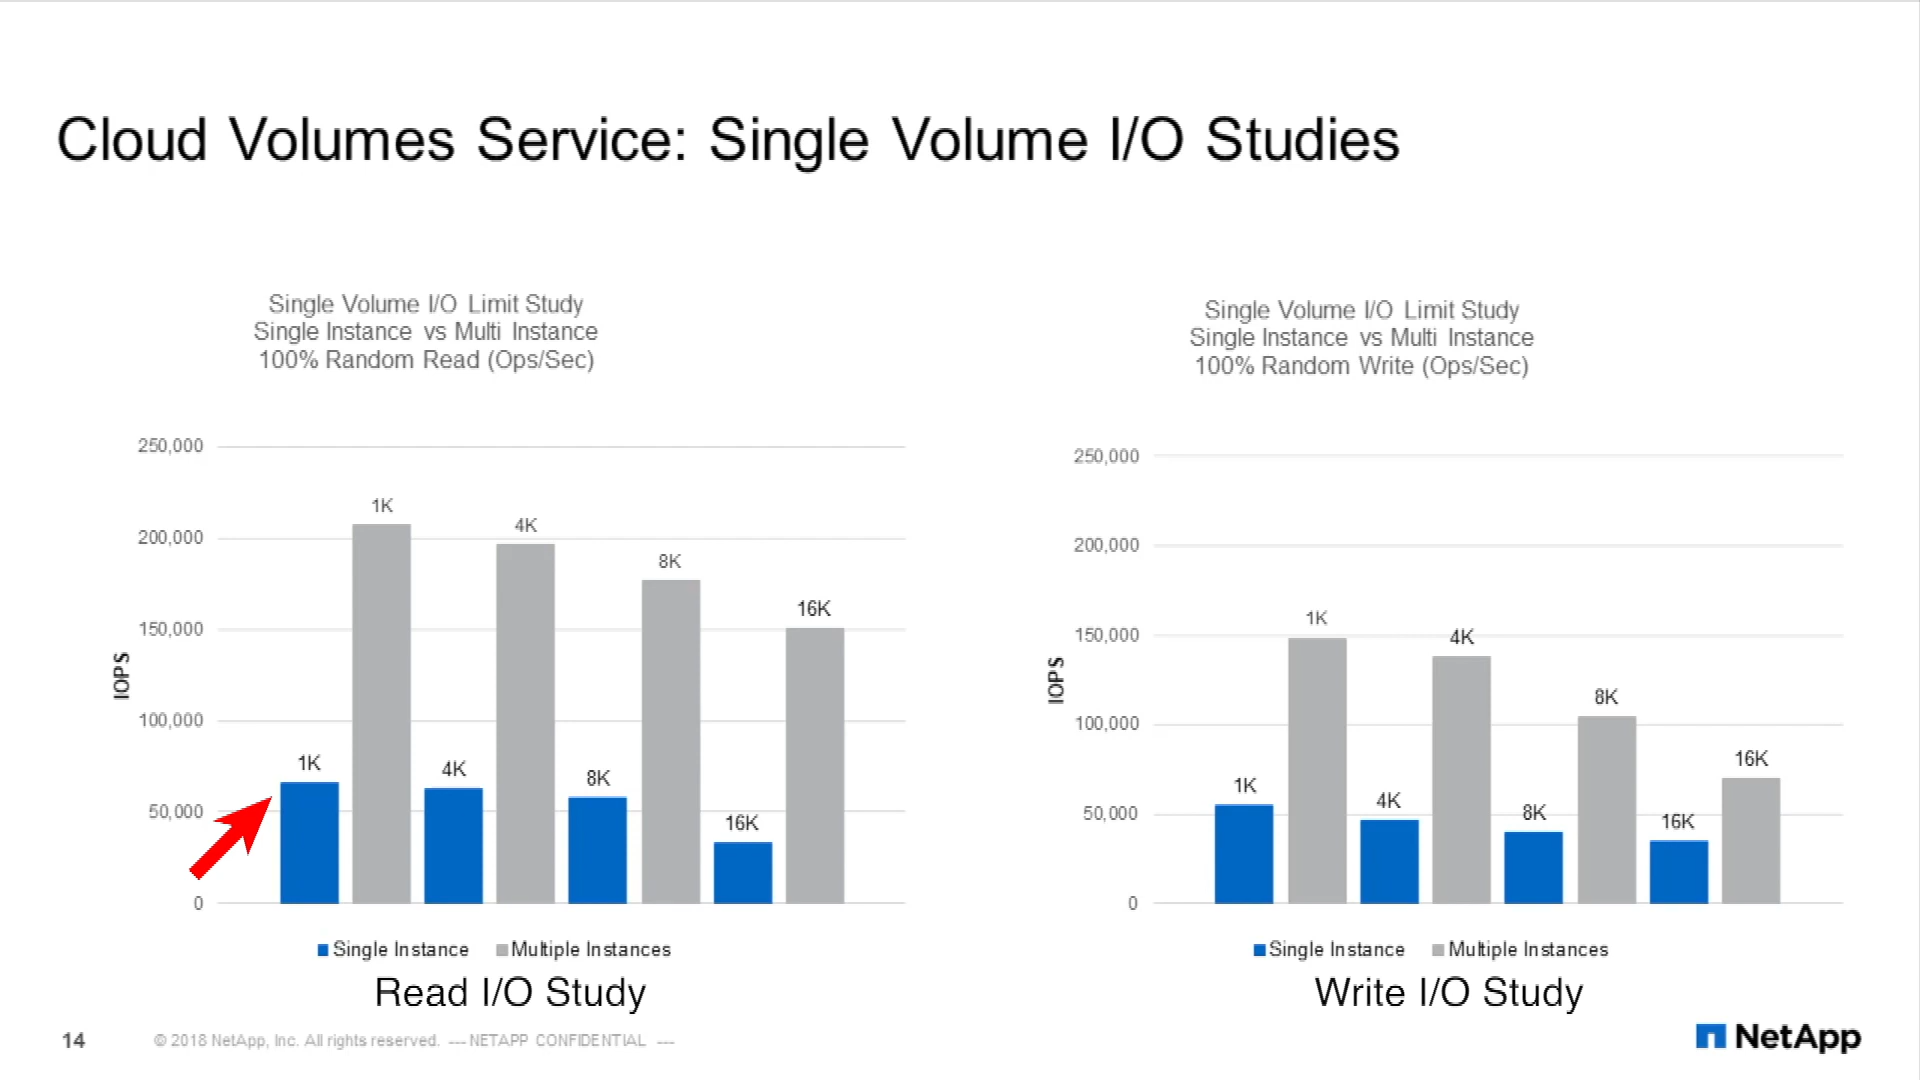 Cloud Volumes Service: Single Volume I/O Studies
Single Volume I/O Limit Study
Single Instance vs Multi Instance
100% Random Read (Ops/Sec)
250,000
200,000
150,000
100,000
50,000
0
IOPS
1K
1K
4K
4K
8K
8K
16K
16K
Single Instance
Multiple Instances
Read I/O Study
Single Volume I/O Limit Study
Single Instance vs Multi Instance
100% Random Write (Ops/Sec)
250,000
200,000
150,000
100,000
50,000
0
IOPS
1K
1K
4K
4K
8K
8K
16K
16K
Single Instance
Multiple Instances
Write I/O Study
14
© 2018 NetApp, Inc. All rights reserved. --- NETAPP CONFIDENTIAL ---
NetApp